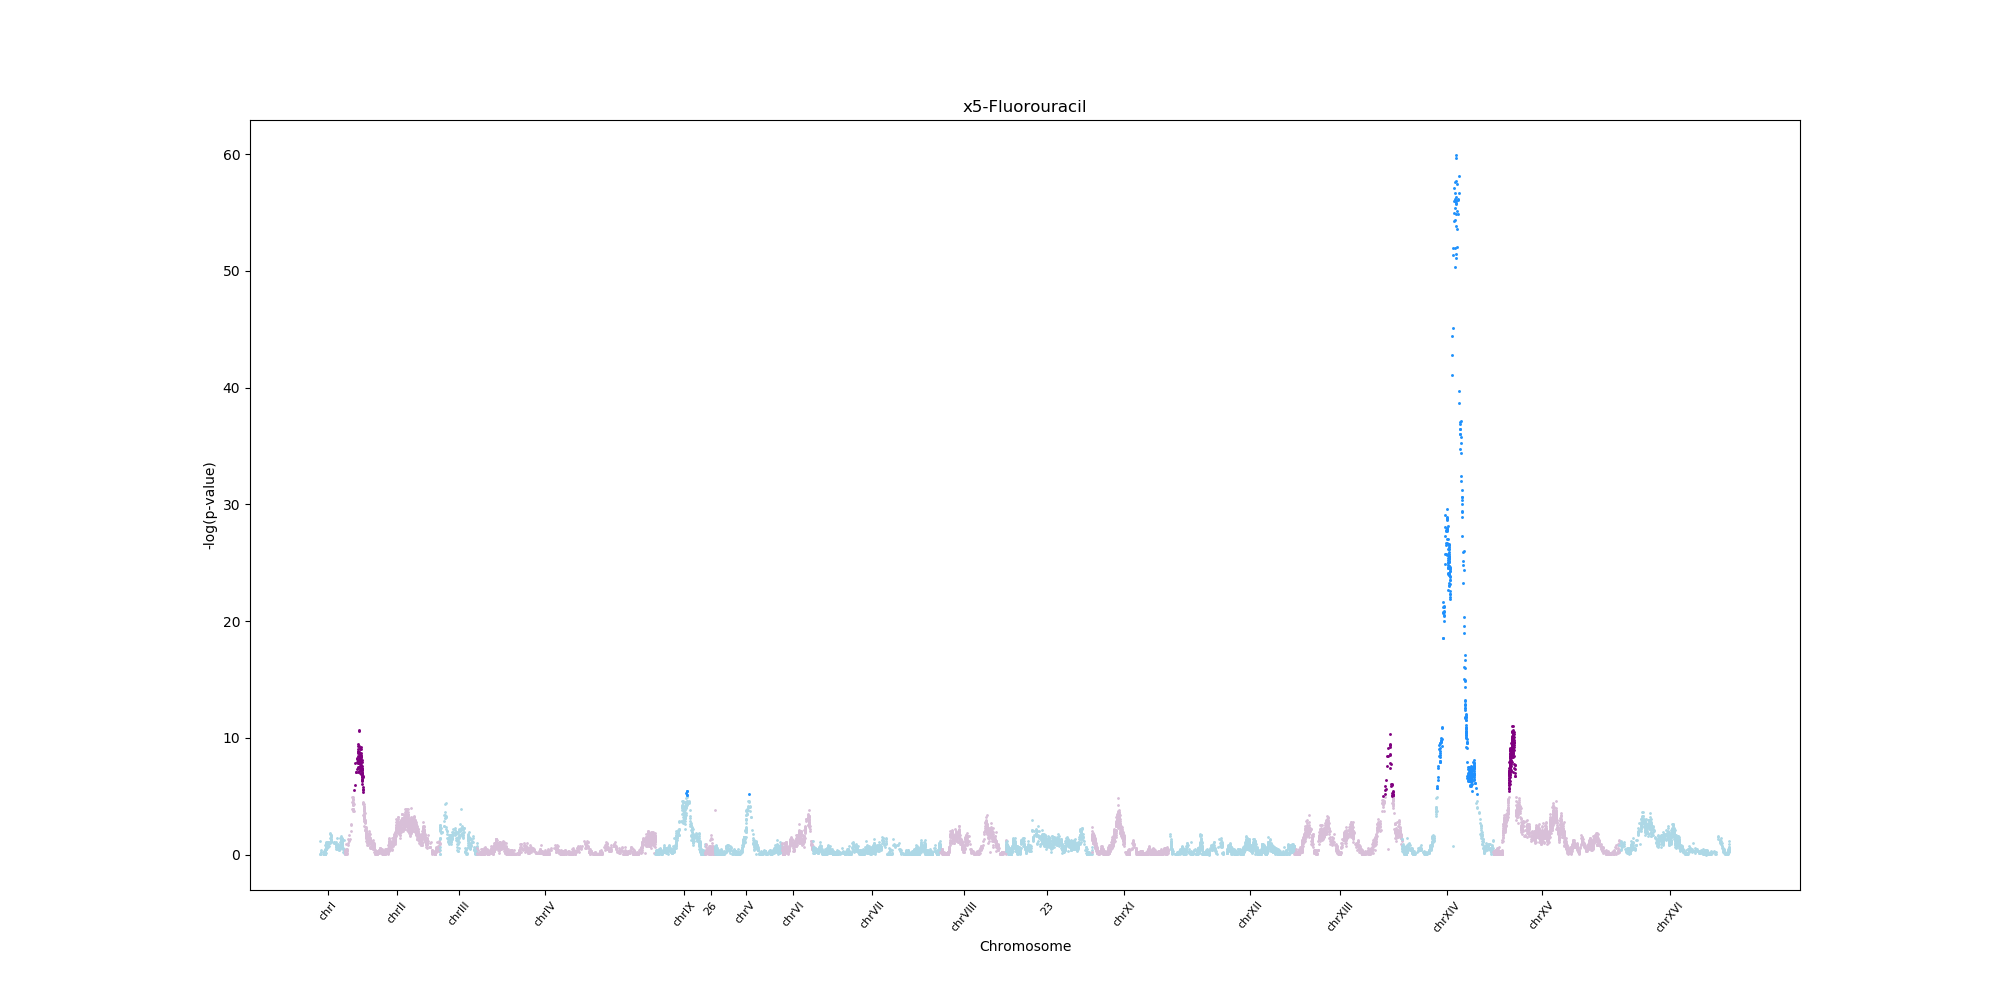 x5-Fluorouracil
60
50
40
30
20
10
0
-log(p-value)
chrI chrII chrIII chrIV chrIX 26 chrV chrVI chrVII chrVIII 23 chrXI chrXII chrXIII chrXIV chrXV chrXVI
Chromosome